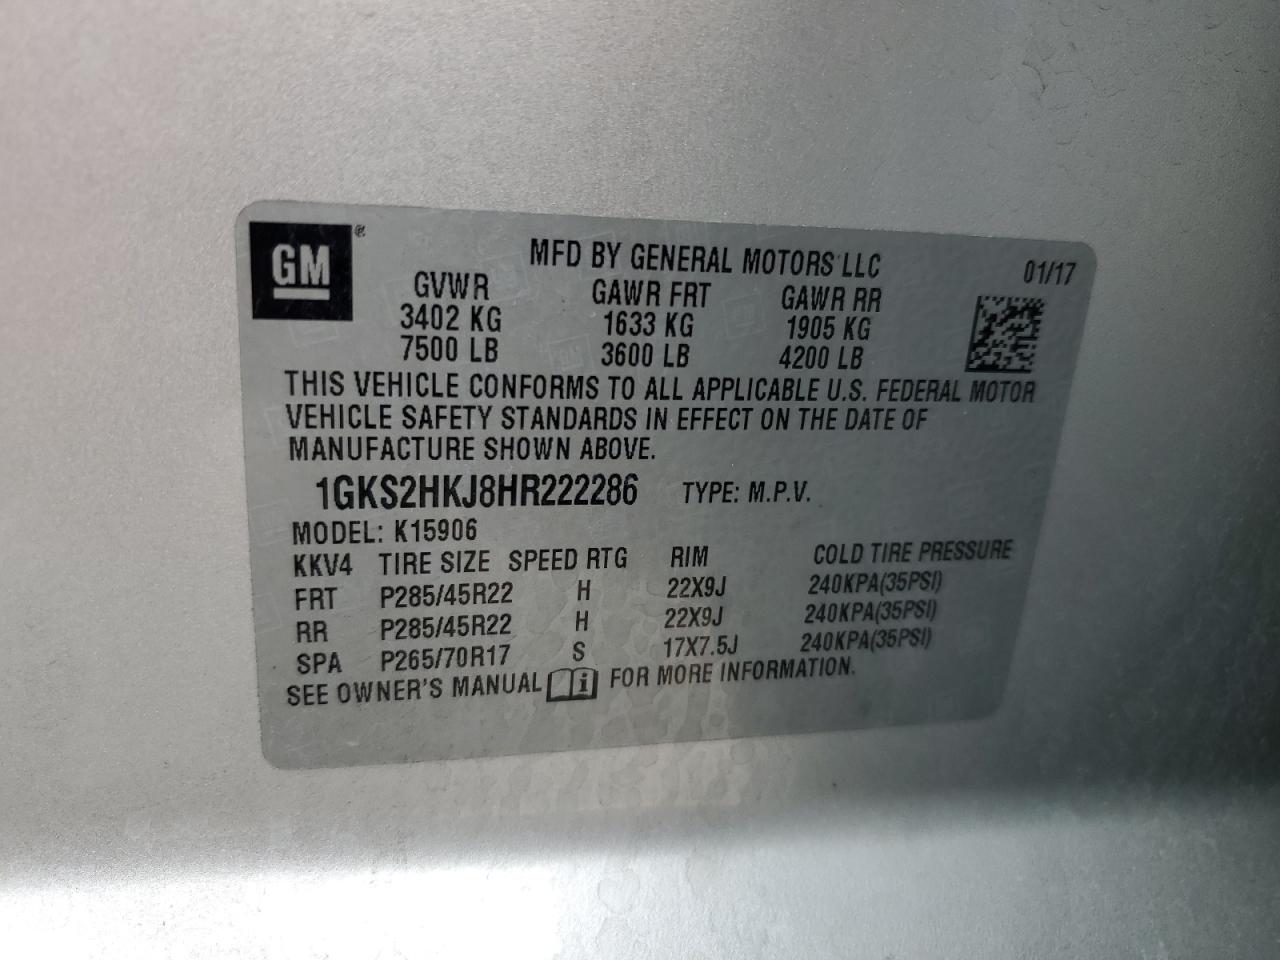 GM ®
MFD BY GENERAL MOTORS LLC 01/17
GVWR GAWR FRT GAWR RR
3402 KG 1633 KG 1905 KG
7500 LB 3600 LB 4200 LB
THIS VEHICLE CONFORMS TO ALL APPLICABLE U.S. FEDERAL MOTOR
VEHICLE SAFETY STANDARDS IN EFFECT ON THE DATE OF
MANUFACTURE SHOWN ABOVE.
1GKS2HKJ8HR222286 TYPE: M.P.V.
MODEL: K15906
KKV4 TIRE SIZE SPEED RTG RIM COLD TIRE PRESSURE
FRT P285/45R22 H 22X9J 240KPA(35PSI)
RR P285/45R22 H 22X9J 240KPA(35PSI)
SPA P265/70R17 S 17X7.5J 240KPA(35PSI)
SEE OWNER'S MANUAL i FOR MORE INFORMATION.